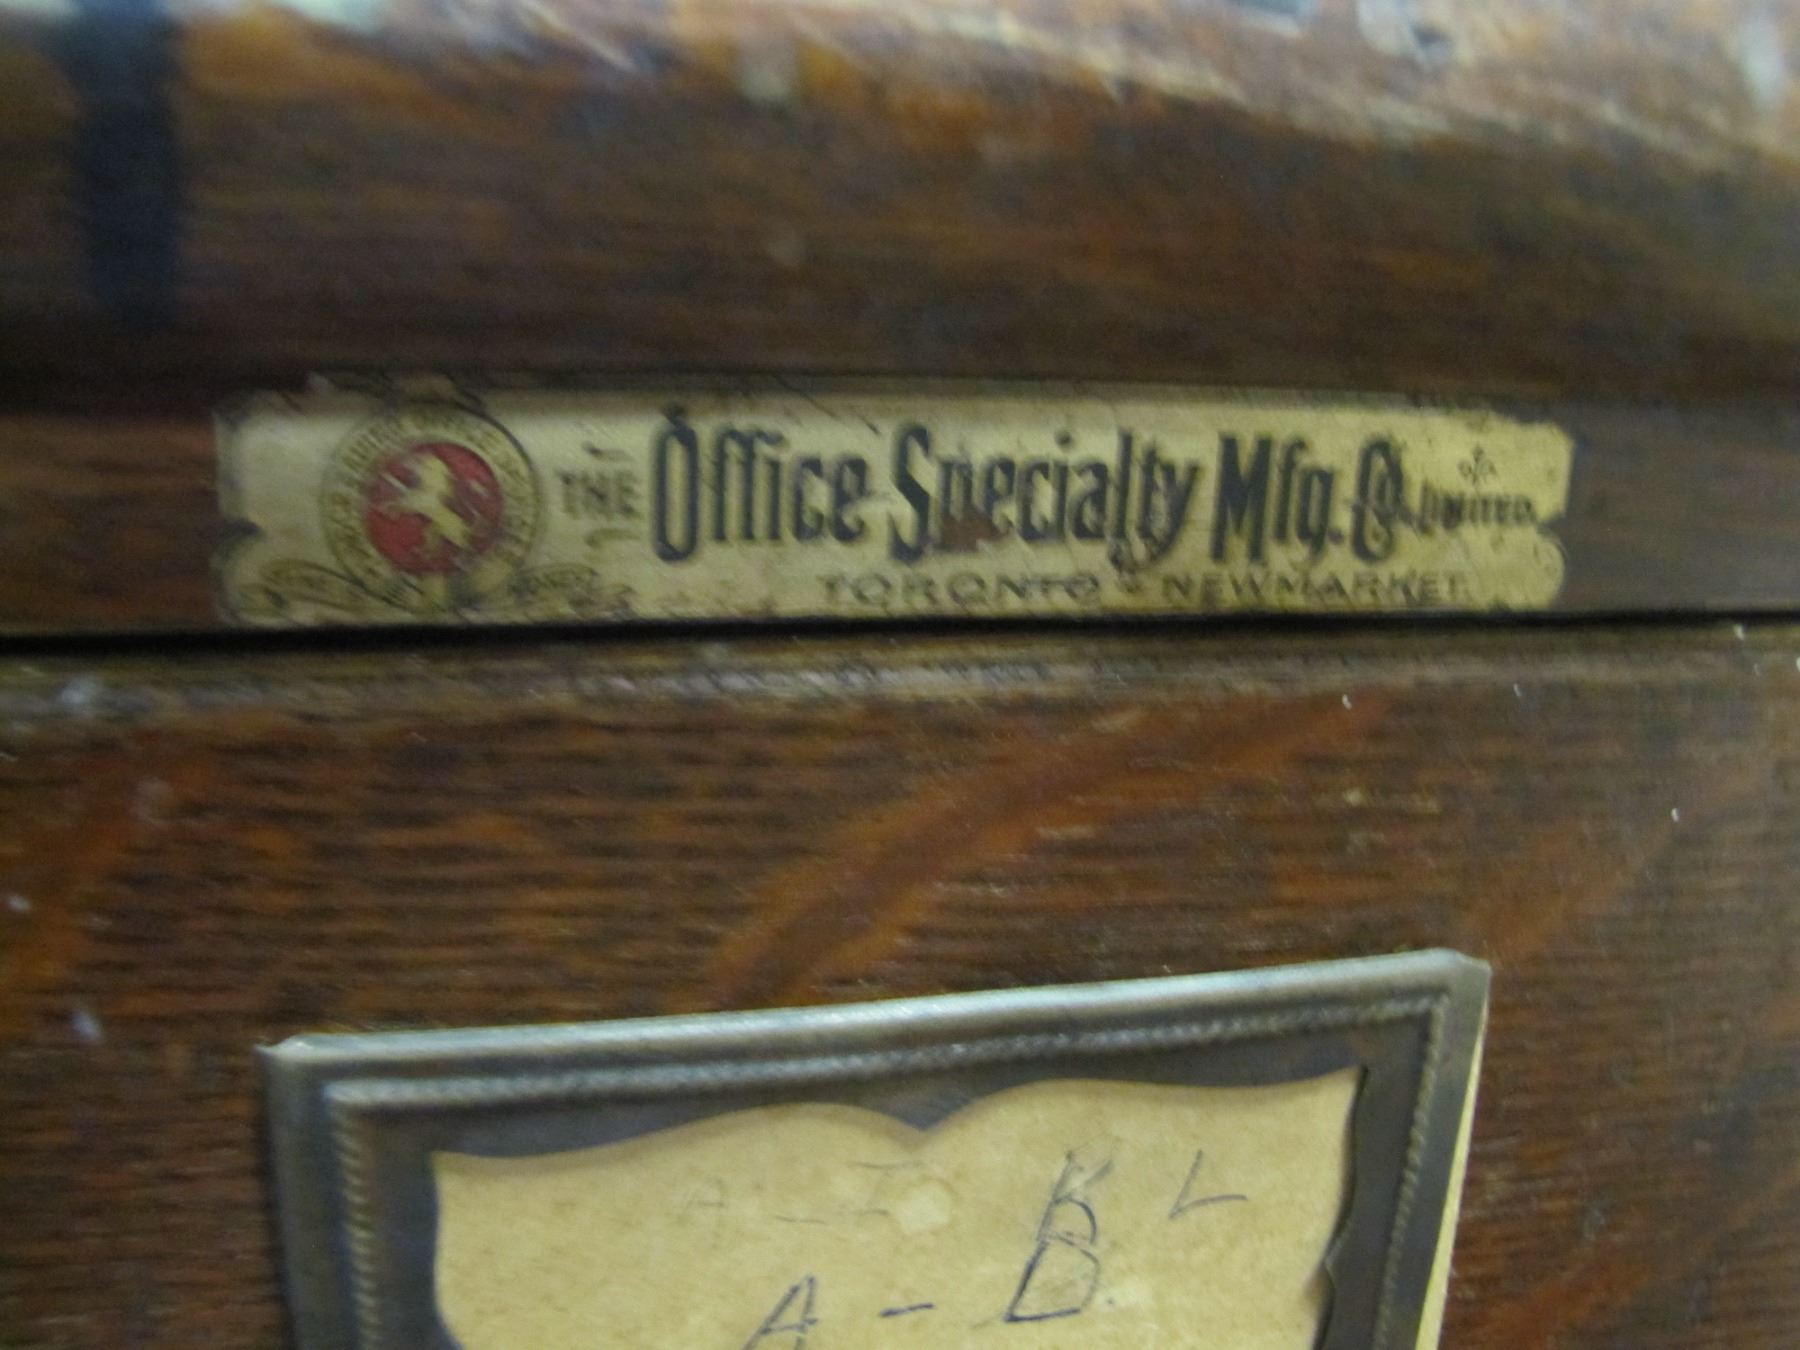 THE Office Specialty Mfg. Co. LIMITED.
TORONTO & NEWMARKET.
A - I K L
A - B.